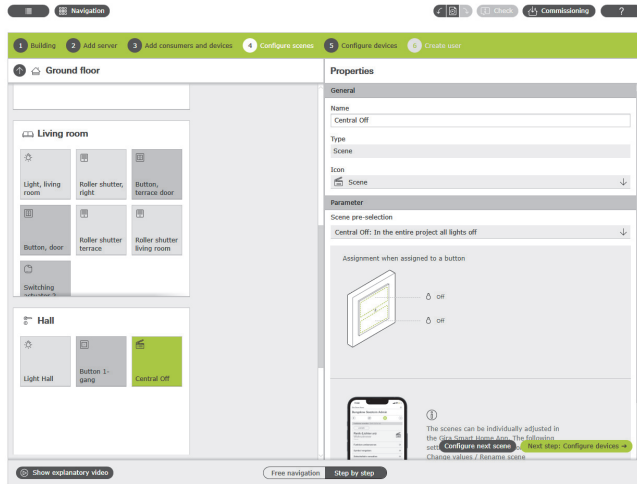 Navigation
Check
Commissioning
?
1 Building
2 Add server
3 Add consumers and devices
4 Configure scenes
5 Configure devices
6 Create user
Ground floor
Properties
General
Name
Central Off
Type
Scene
Icon
Scene
Parameter
Scene pre-selection
Central Off: In the entire project all lights off
Assignment when assigned to a button
Off
Off
Living room
Light, living room
Roller shutter, right
Button, terrace door
Button, door
Roller shutter terrace
Roller shutter living room
Switching
Hall
Light Hall
Button 1-gang
Central Off
The scenes can be individually adjusted in
the Gira Smart Home App. The following
Change values / Rename scene
Configure next scene
Next step: Configure devices
Show explanatory video
Free navigation
Step by step